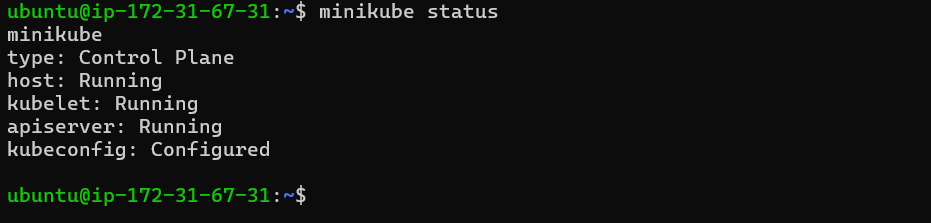 ubuntu@ip-172-31-67-31:~$ minikube status
minikube
type: Control Plane
host: Running
kubelet: Running
apiserver: Running
kubeconfig: Configured
ubuntu@ip-172-31-67-31:~$